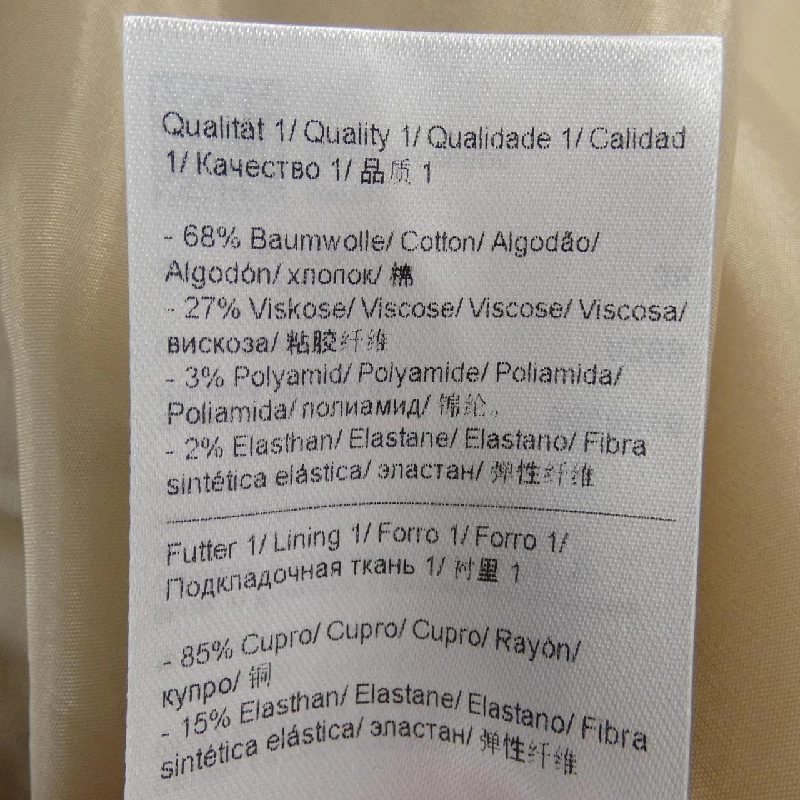 Qualität 1/ Quality 1/ Qualidade 1/ Calidad
1/ Качество 1/ 品质 1
- 68% Baumwolle/ Cotton/ Algodão/
Algodón/ хлопок/ 棉
- 27% Viskose/ Viscose/ Viscose/ Viscosa/
вискоза/ 粘胶纤维
- 3% Polyamid/ Polyamide/ Poliamida/
Poliamida/ полиамид/ 锦纶。
- 2% Elasthan/ Elastane/ Elastano/ Fibra
sintética elástica/ эластан/ 弹性纤维
Futter 1/ Lining 1/ Forro 1/ Forro 1/
Подкладочная ткань 1/ 衬里 1
- 85% Cupro/ Cupro/ Cupro/ Rayón/
купро/ 铜
- 15% Elasthan/ Elastane/ Elastano/ Fibra
sintética elástica/ эластан/ 弹性纤维